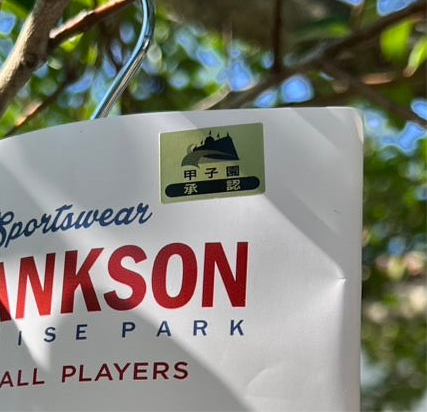 甲子園
承認
Sportswear
ANKSON
ISE PARK
ALL PLAYERS